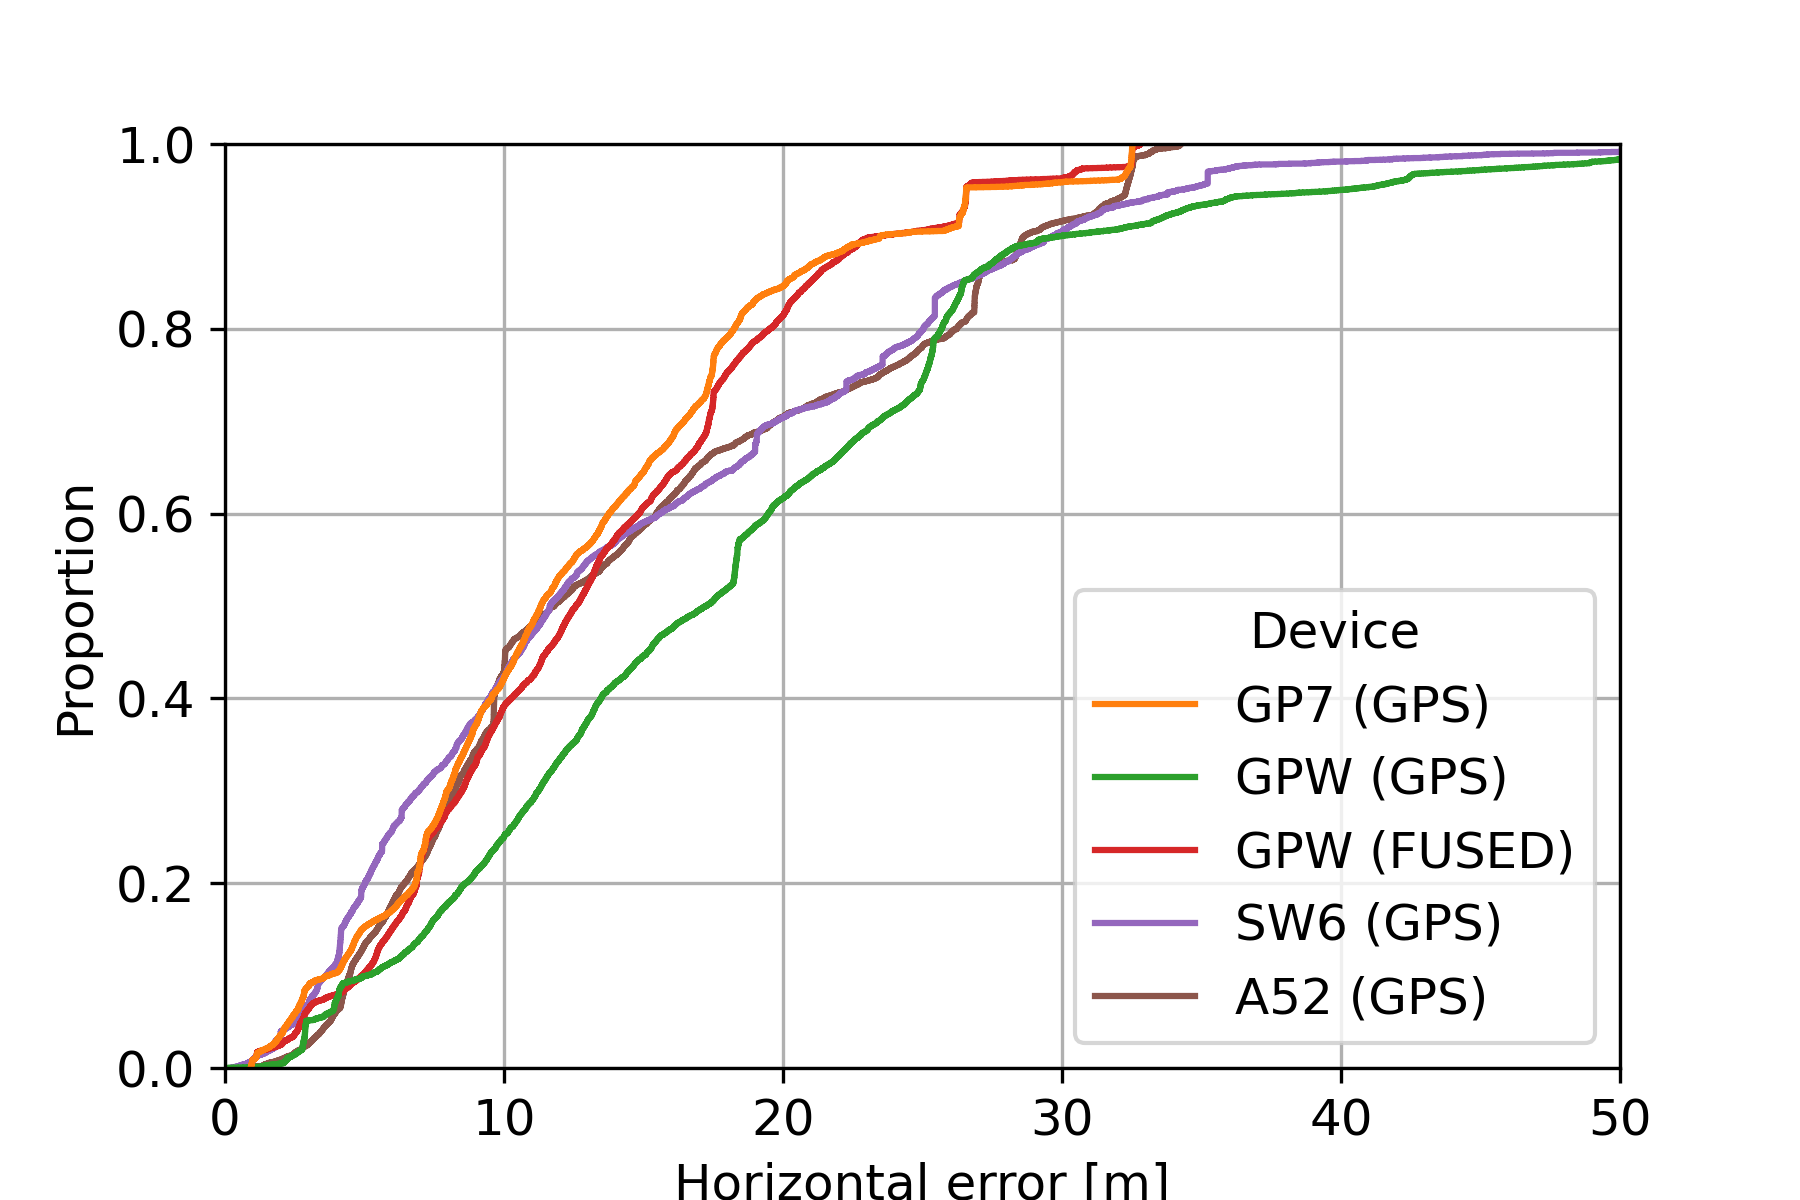 1.0
0.8
0.6
0.4
0.2
0.0
Proportion
0 10 20 30 40 50
Horizontal error [m]
Device
GP7 (GPS)
GPW (GPS)
GPW (FUSED)
SW6 (GPS)
A52 (GPS)